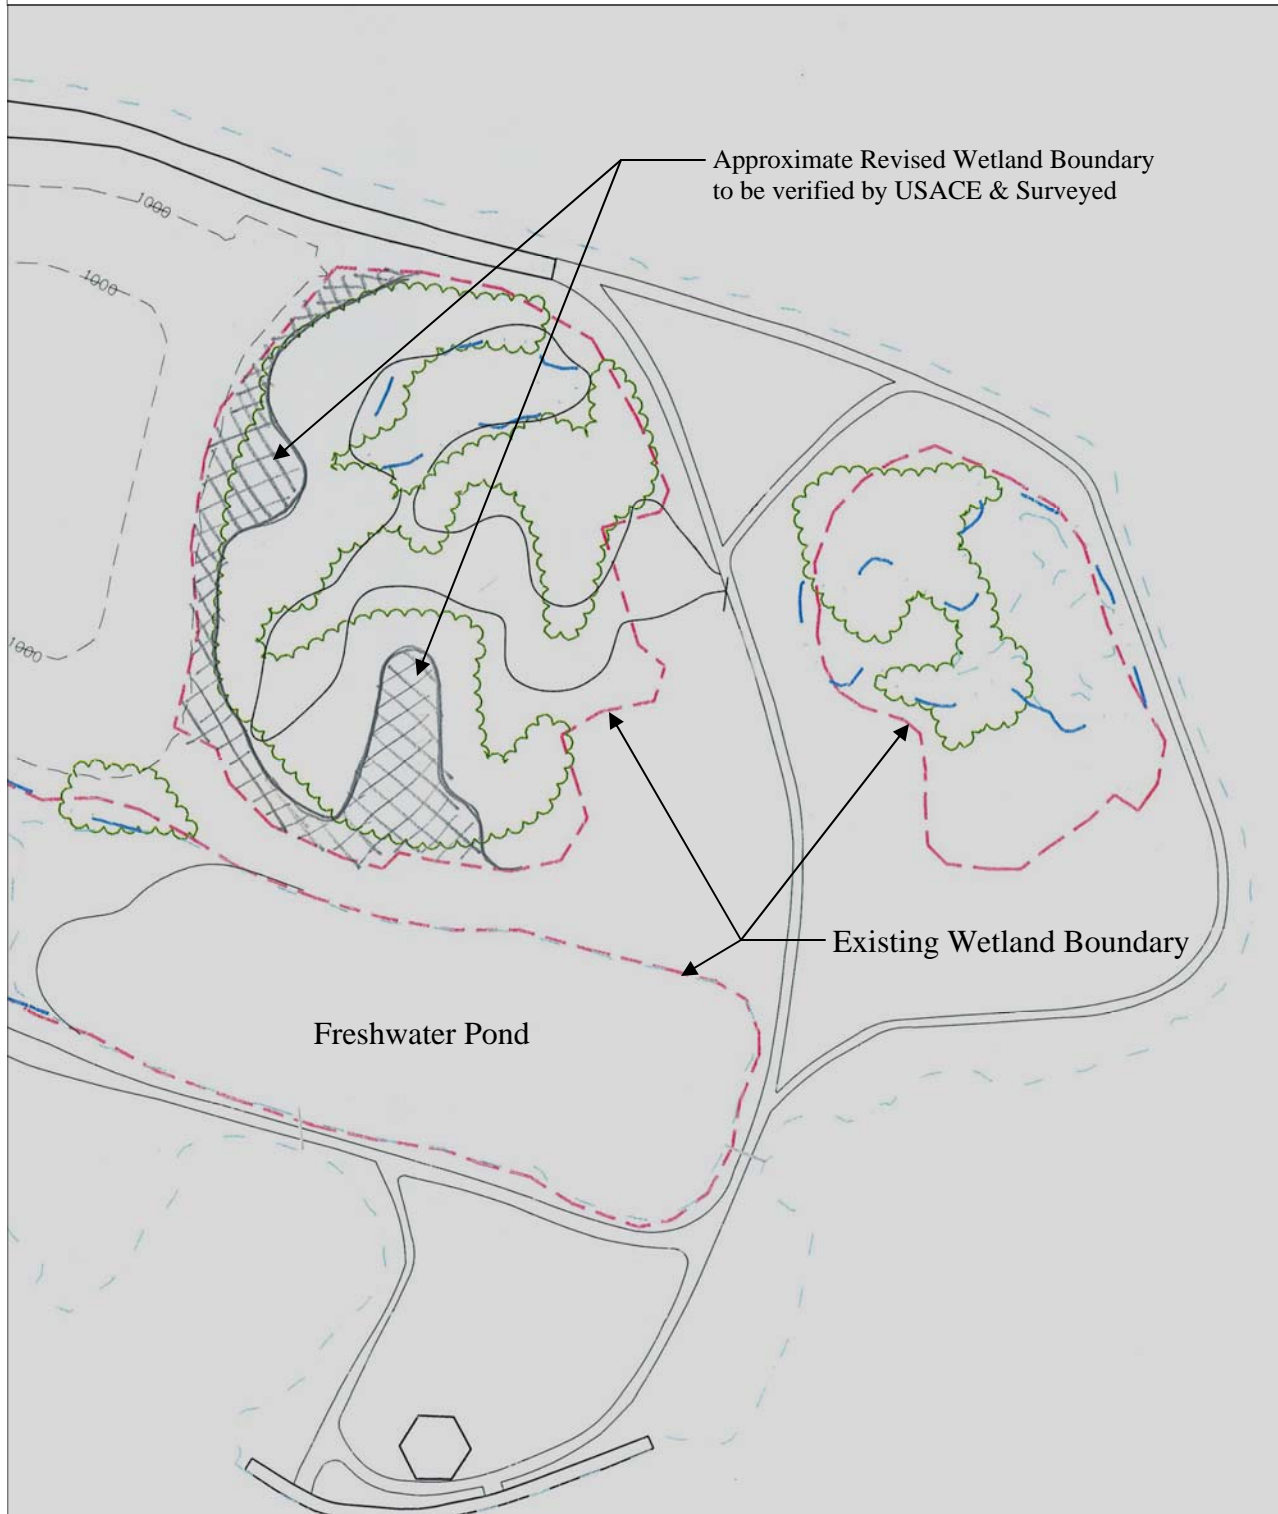 Approximate Revised Wetland Boundary
to be verified by USACE & Surveyed
1000
1000
1000
Existing Wetland Boundary
Freshwater Pond